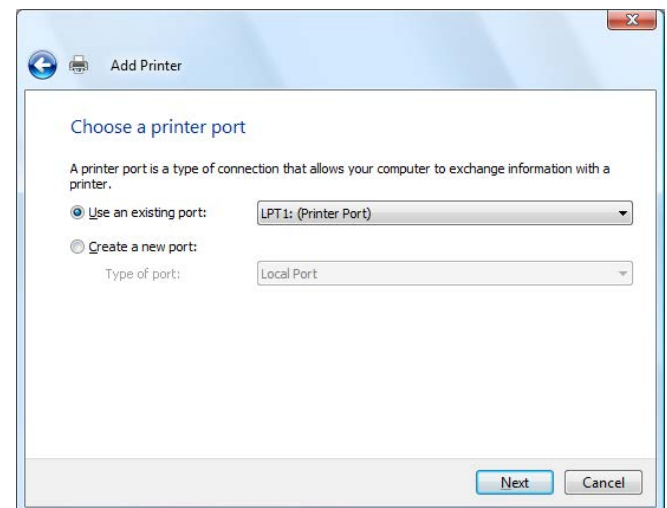 Add Printer
Choose a printer port
A printer port is a type of connection that allows your computer to exchange information with a
printer.
Use an existing port: LPT1: (Printer Port)
Create a new port:
Type of port: Local Port
Next Cancel